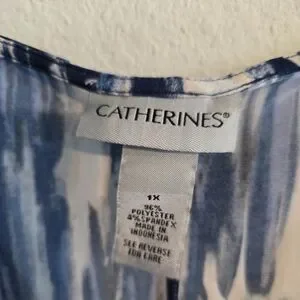 CATHERINES®
1X
96%
POLYESTER
4% SPANDEX
MADE IN
INDONESIA
SEE REVERSE
FOR CARE